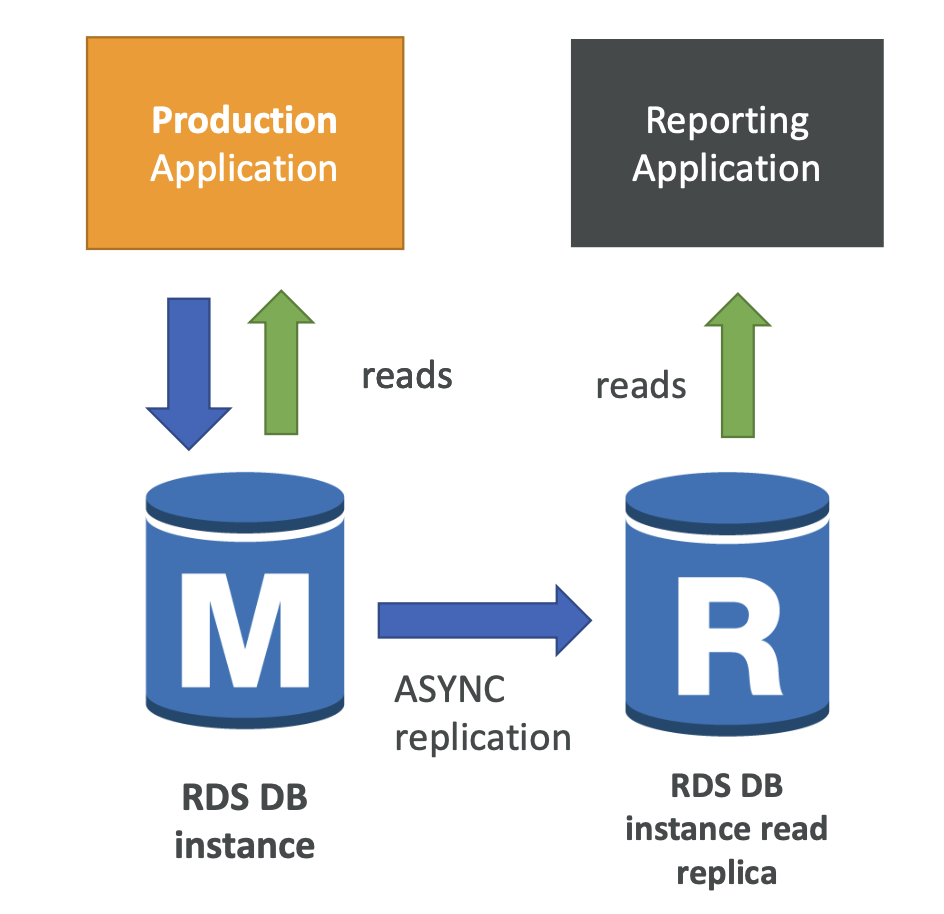 Production
Application
Reporting
Application
reads
reads
M
R
ASYNC
replication
RDS DB
instance
RDS DB
instance read
replica